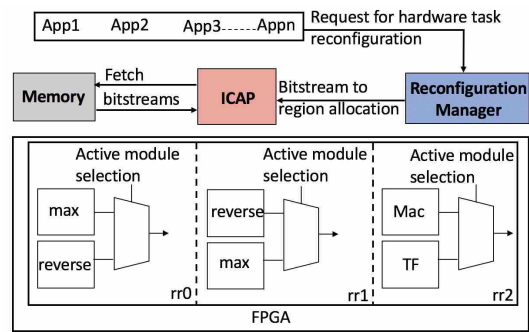 App1 App2 App3 Appn
Request for hardware task
reconfiguration
Memory
Fetch
bitstreams
ICAP
Bitstream to
region allocation
Reconfiguration
Manager
Active module
selection
max
reverse
rr0
Active module
selection
reverse
max
rr1
Active module
selection
Mac
TF
rr2
FPGA